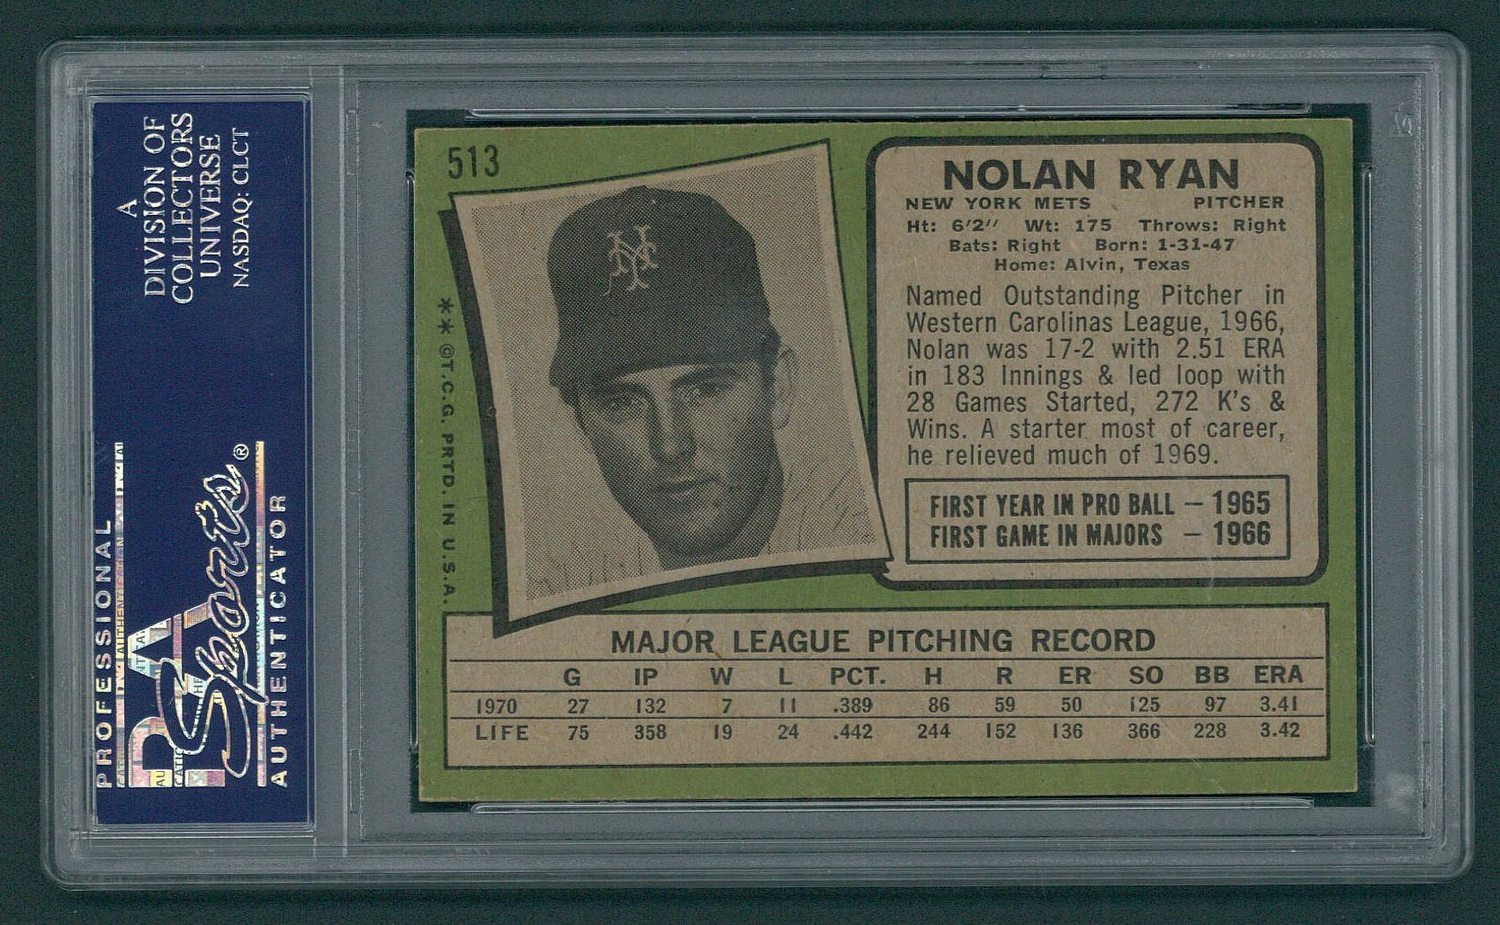 A
DIVISION OF
COLLECTORS
UNIVERSE
NASDAQ: CLCT
PROFESSIONAL
PSA
Sports®
AUTHENTICATOR
513
NY
** ©T.C.G. PRTD. IN U.S.A.
NOLAN RYAN
NEW YORK METS PITCHER
Ht: 6'2" Wt: 175 Throws: Right
Bats: Right Born: 1-31-47
Home: Alvin, Texas
Named Outstanding Pitcher in
Western Carolinas League, 1966,
Nolan was 17-2 with 2.51 ERA
in 183 Innings & led loop with
28 Games Started, 272 K's &
Wins. A starter most of career,
he relieved much of 1969.
FIRST YEAR IN PRO BALL – 1965
FIRST GAME IN MAJORS – 1966
MAJOR LEAGUE PITCHING RECORD
G IP W L PCT. H R ER SO BB ERA
1970 27 132 7 11 .389 86 59 50 125 97 3.41
LIFE 75 358 19 24 .442 244 152 136 366 228 3.42